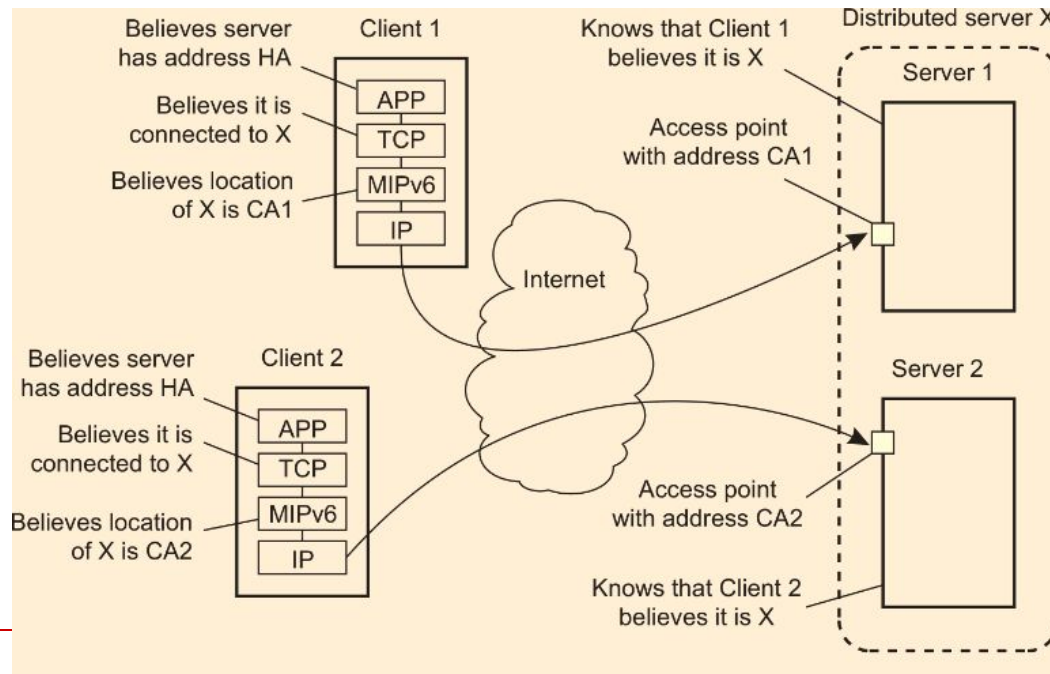 Believes server
has address HA
Client 1
APP
TCP
MIPv6
IP
Believes it is
connected to X
Believes location
of X is CA1
Knows that Client 1
believes it is X
Distributed server X
Server 1
Access point
with address CA1
Internet
Believes server
has address HA
Client 2
APP
TCP
MIPv6
IP
Believes it is
connected to X
Believes location
of X is CA2
Server 2
Access point
with address CA2
Knows that Client 2
believes it is X